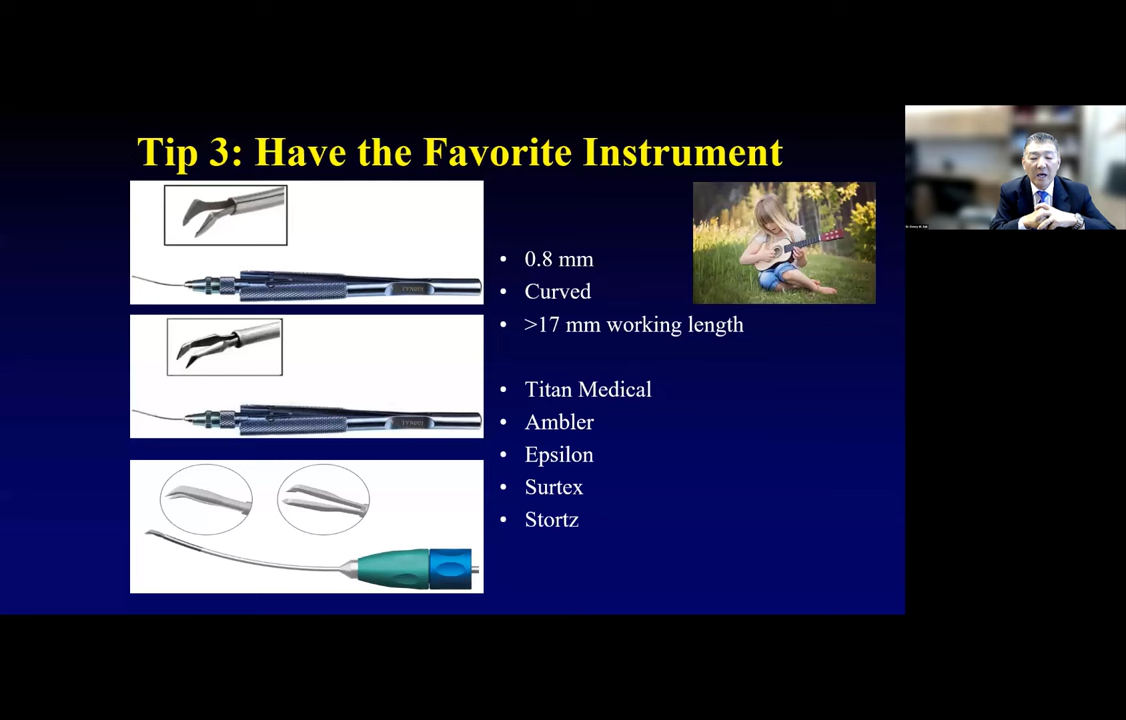 Tip 3: Have the Favorite Instrument
• 0.8 mm
• Curved
• >17 mm working length
• Titan Medical
• Ambler
• Epsilon
• Surtex
• Stortz